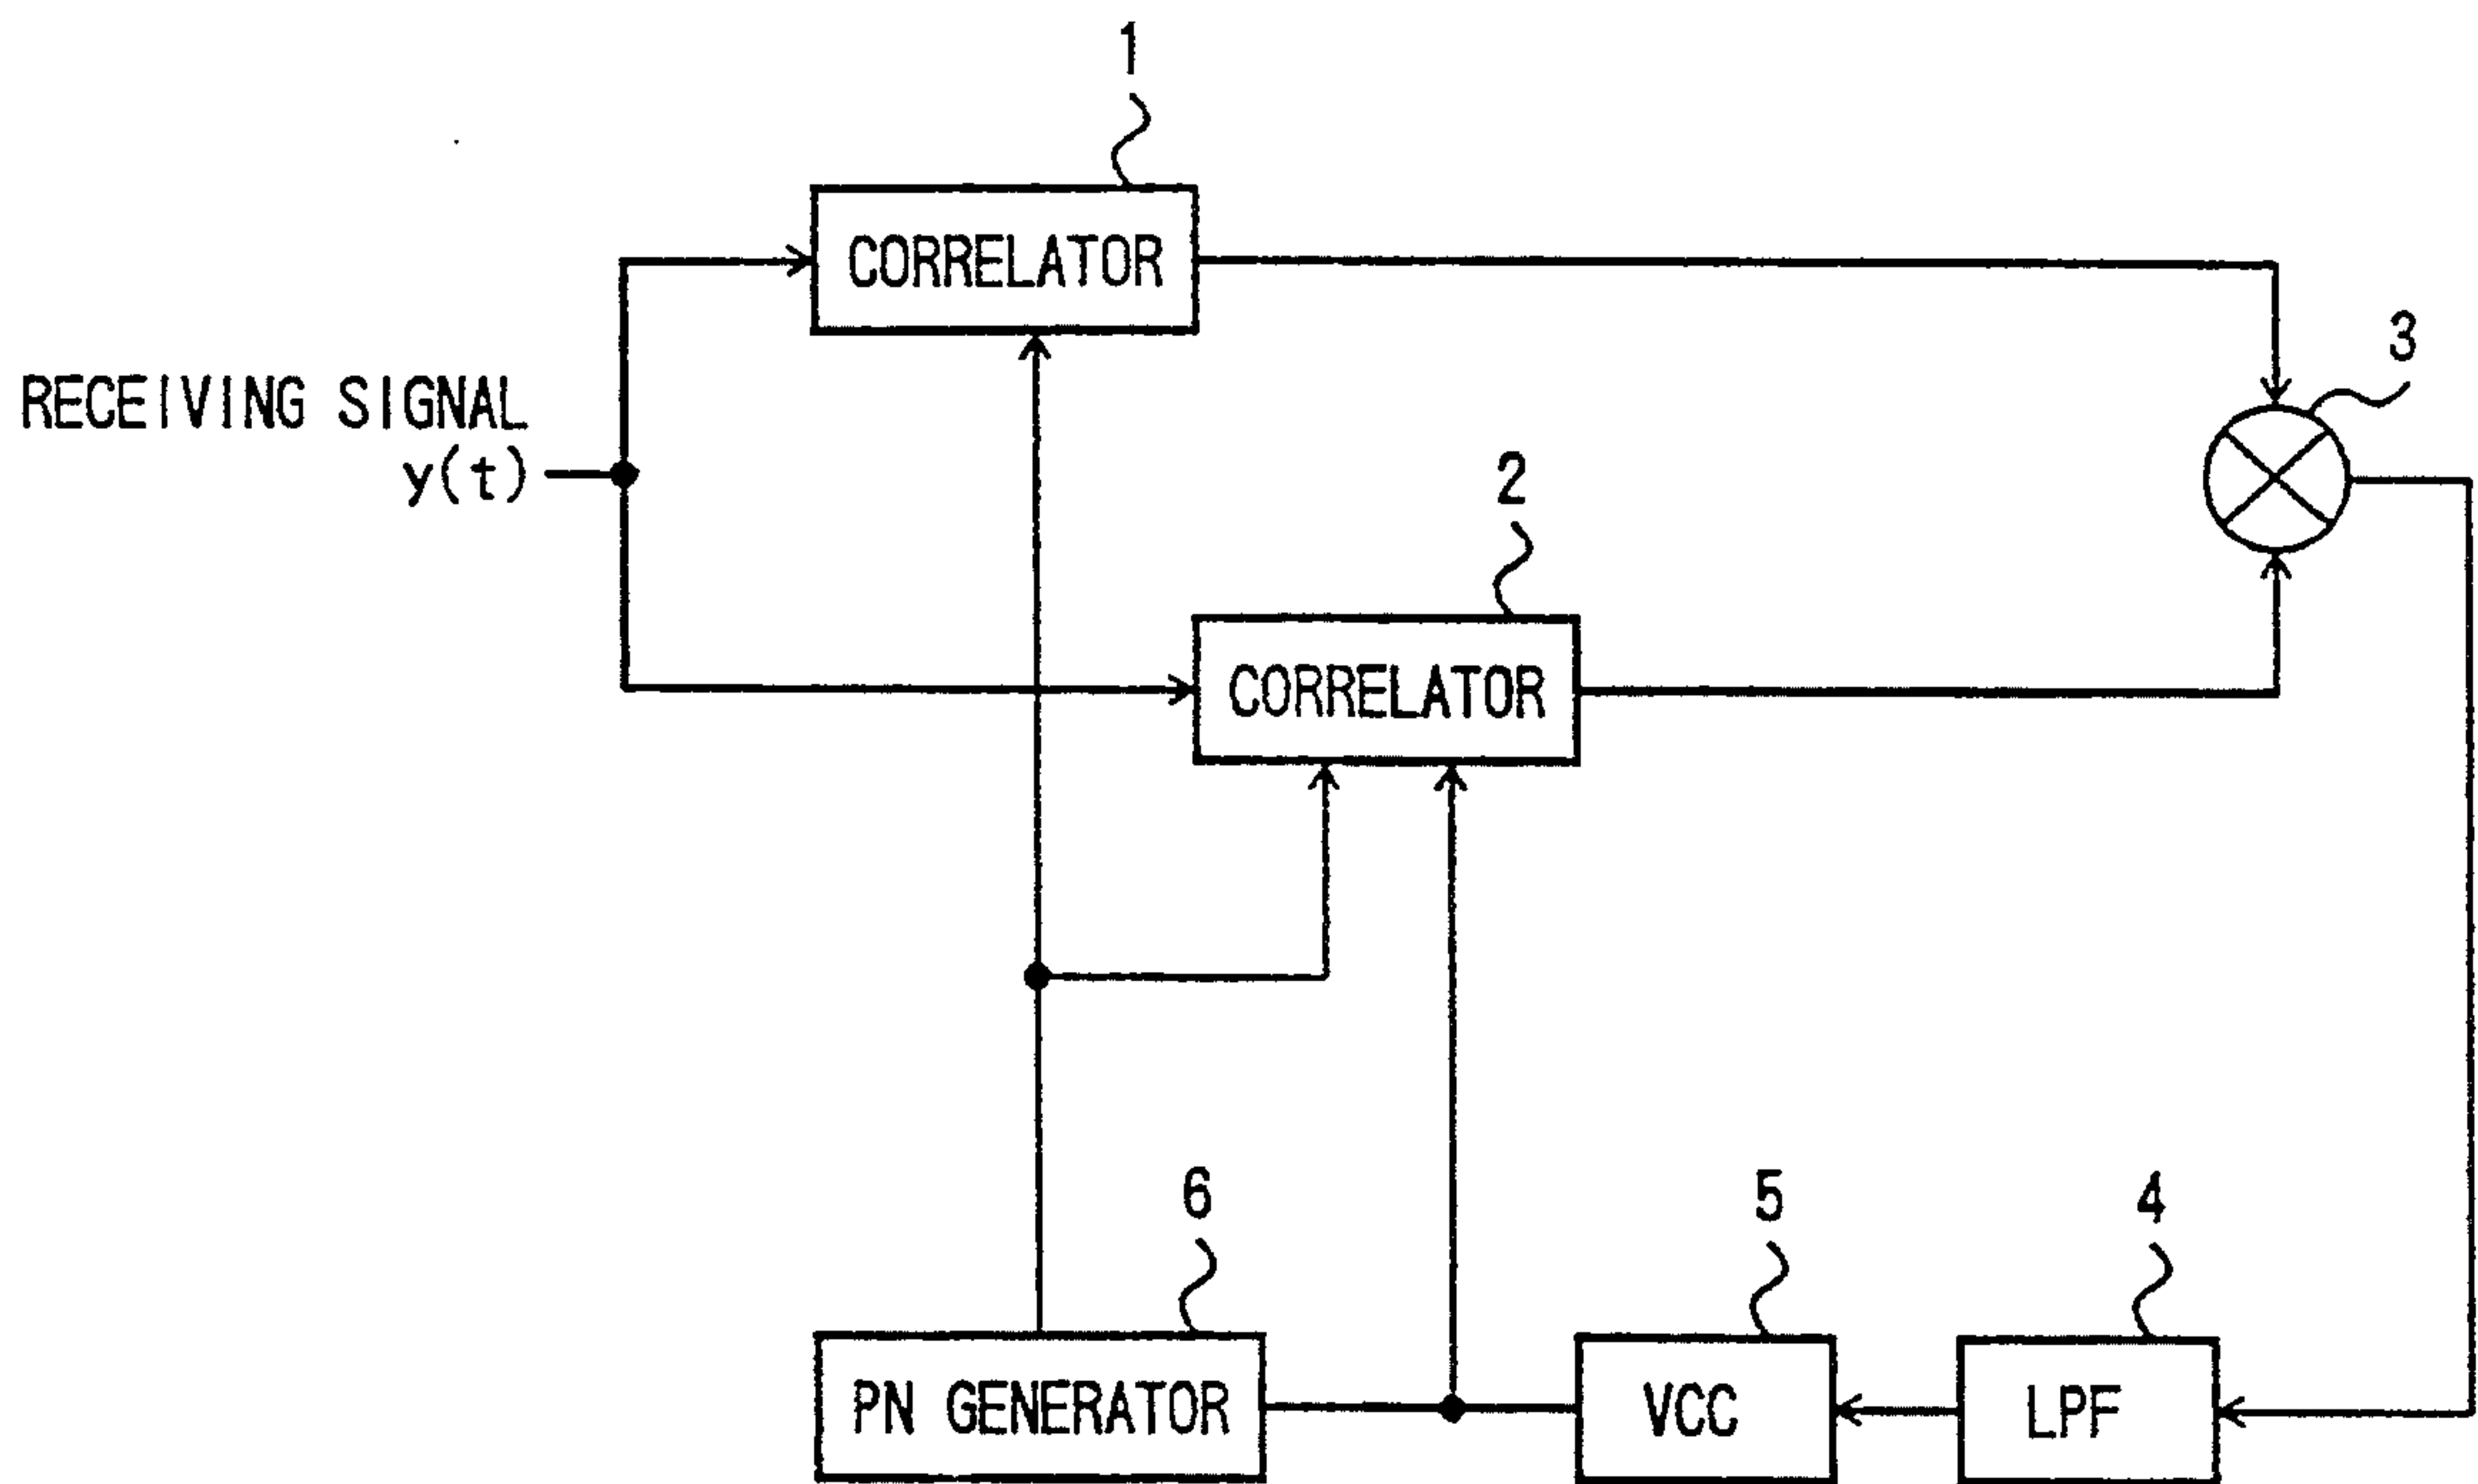 1
CORRELATOR
3
RECEIVING SIGNAL
y(t)
2
CORRELATOR
6
5
4
PN GENERATOR
VCC
LPF